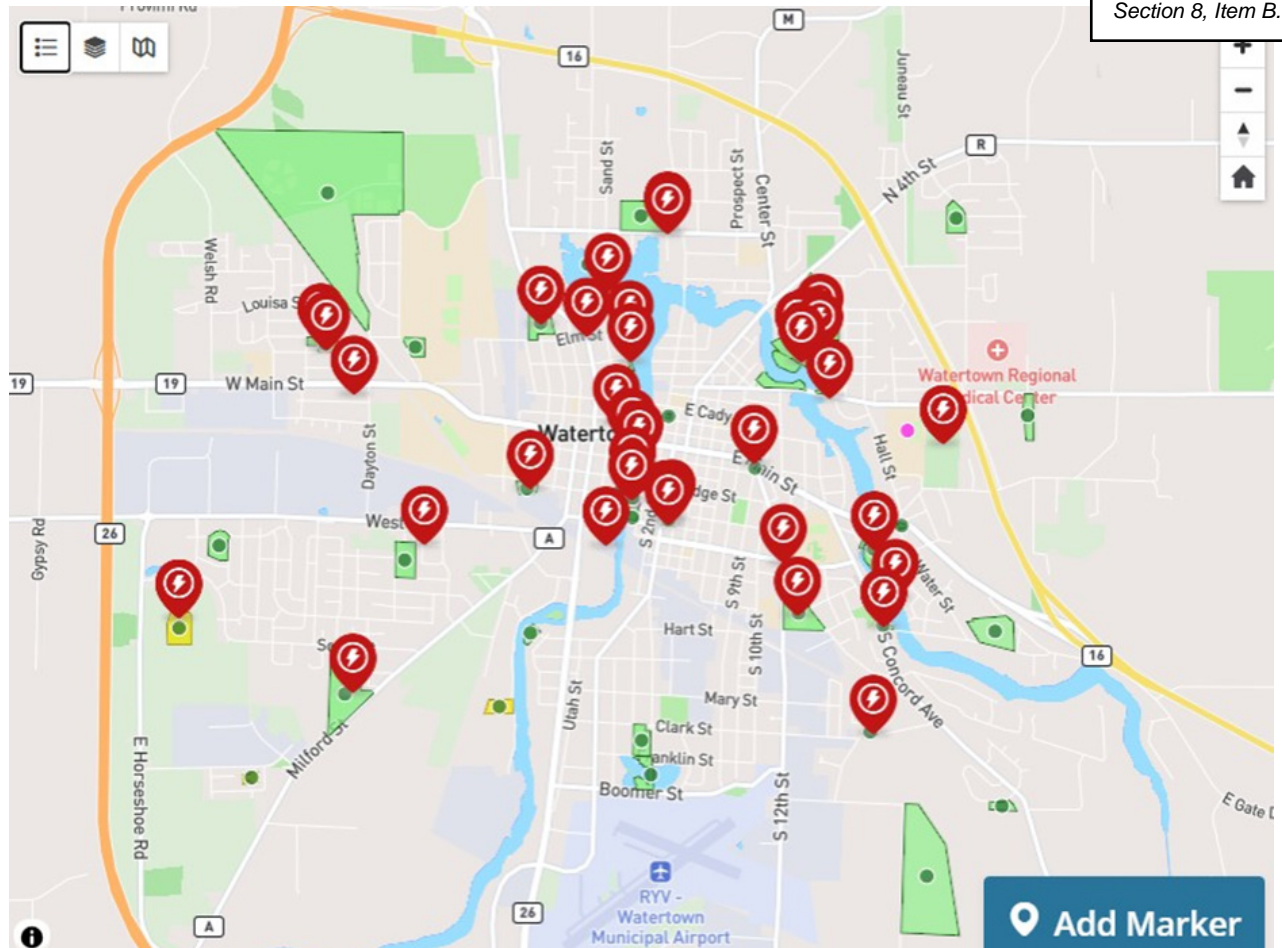 Section 8, Item B.
M
16
Juneau St
R
N 4th St
Sand St
Prospect St
Center St
Welsh Rd
Louisa S
Elm St
19
19
W Main St
Watertown Regional
dical Center
E Cady
Waterto
E Main St
Hall St
Dayton St
dge St
West
A
S 2nd
26
Gypsy Rd
S 9th St
Water St
Hart St
S 10th St
S Concord Ave
16
Mary St
Utah St
Clark St
anklin St
Milford St
Boomer St
E Horseshoe Rd
S 12th St
RYV -
Watertown
Municipal Airport
26
A
Add Marker